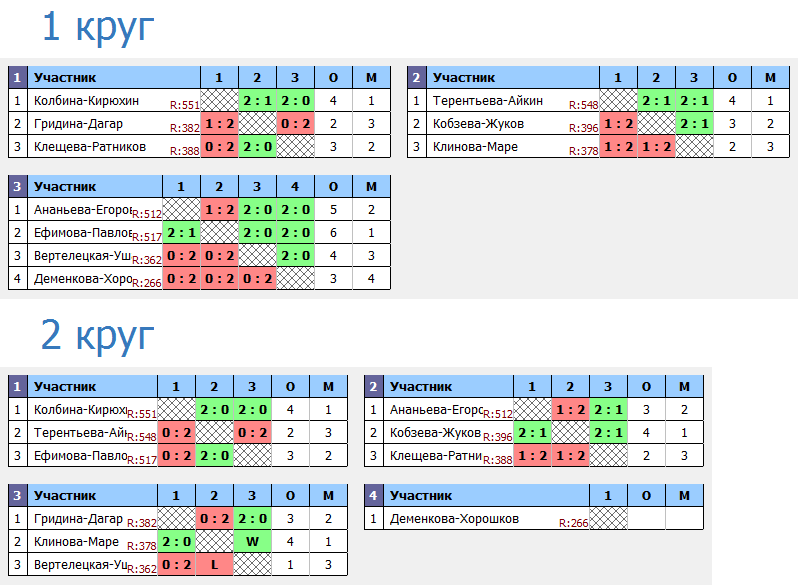 1 круг
1 Участник 1 2 3 О М
1 Колбина-Кирюхин R:551 2 : 1 2 : 0 4 1
2 Гридина-Дагар R:382 1 : 2 0 : 2 2 3
3 Клещева-Ратников R:388 0 : 2 2 : 0 3 2
2 Участник 1 2 3 О М
1 Терентьева-Айкин R:548 2 : 1 2 : 1 4 1
2 Кобзева-Жуков R:396 1 : 2 2 : 1 3 2
3 Клинова-Маре R:378 1 : 2 1 : 2 2 3
3 Участник 1 2 3 4 О М
1 Ананьева-Егоров R:512 1 : 2 2 : 0 2 : 0 5 2
2 Ефимова-Павлов R:517 2 : 1 2 : 0 2 : 0 6 1
3 Вертелецкая-Уш R:362 0 : 2 0 : 2 2 : 0 4 3
4 Деменкова-Хоро R:266 0 : 2 0 : 2 0 : 2 3 4
2 круг
1 Участник 1 2 3 О М
1 Колбина-Кирюх R:551 2 : 0 2 : 0 4 1
2 Терентьева-Ай R:548 0 : 2 0 : 2 2 3
3 Ефимова-Павло R:517 0 : 2 2 : 0 3 2
2 Участник 1 2 3 О М
1 Ананьева-Егоро R:512 1 : 2 2 : 1 3 2
2 Кобзева-Жуков R:396 2 : 1 2 : 1 4 1
3 Клещева-Ратни R:388 1 : 2 1 : 2 2 3
3 Участник 1 2 3 О М
1 Гридина-Дагар R:382 0 : 2 2 : 0 3 2
2 Клинова-Маре R:378 2 : 0 W 4 1
3 Вертелецкая-Уш R:362 0 : 2 L 1 3
4 Участник 1 О М
1 Деменкова-Хорошков R:266